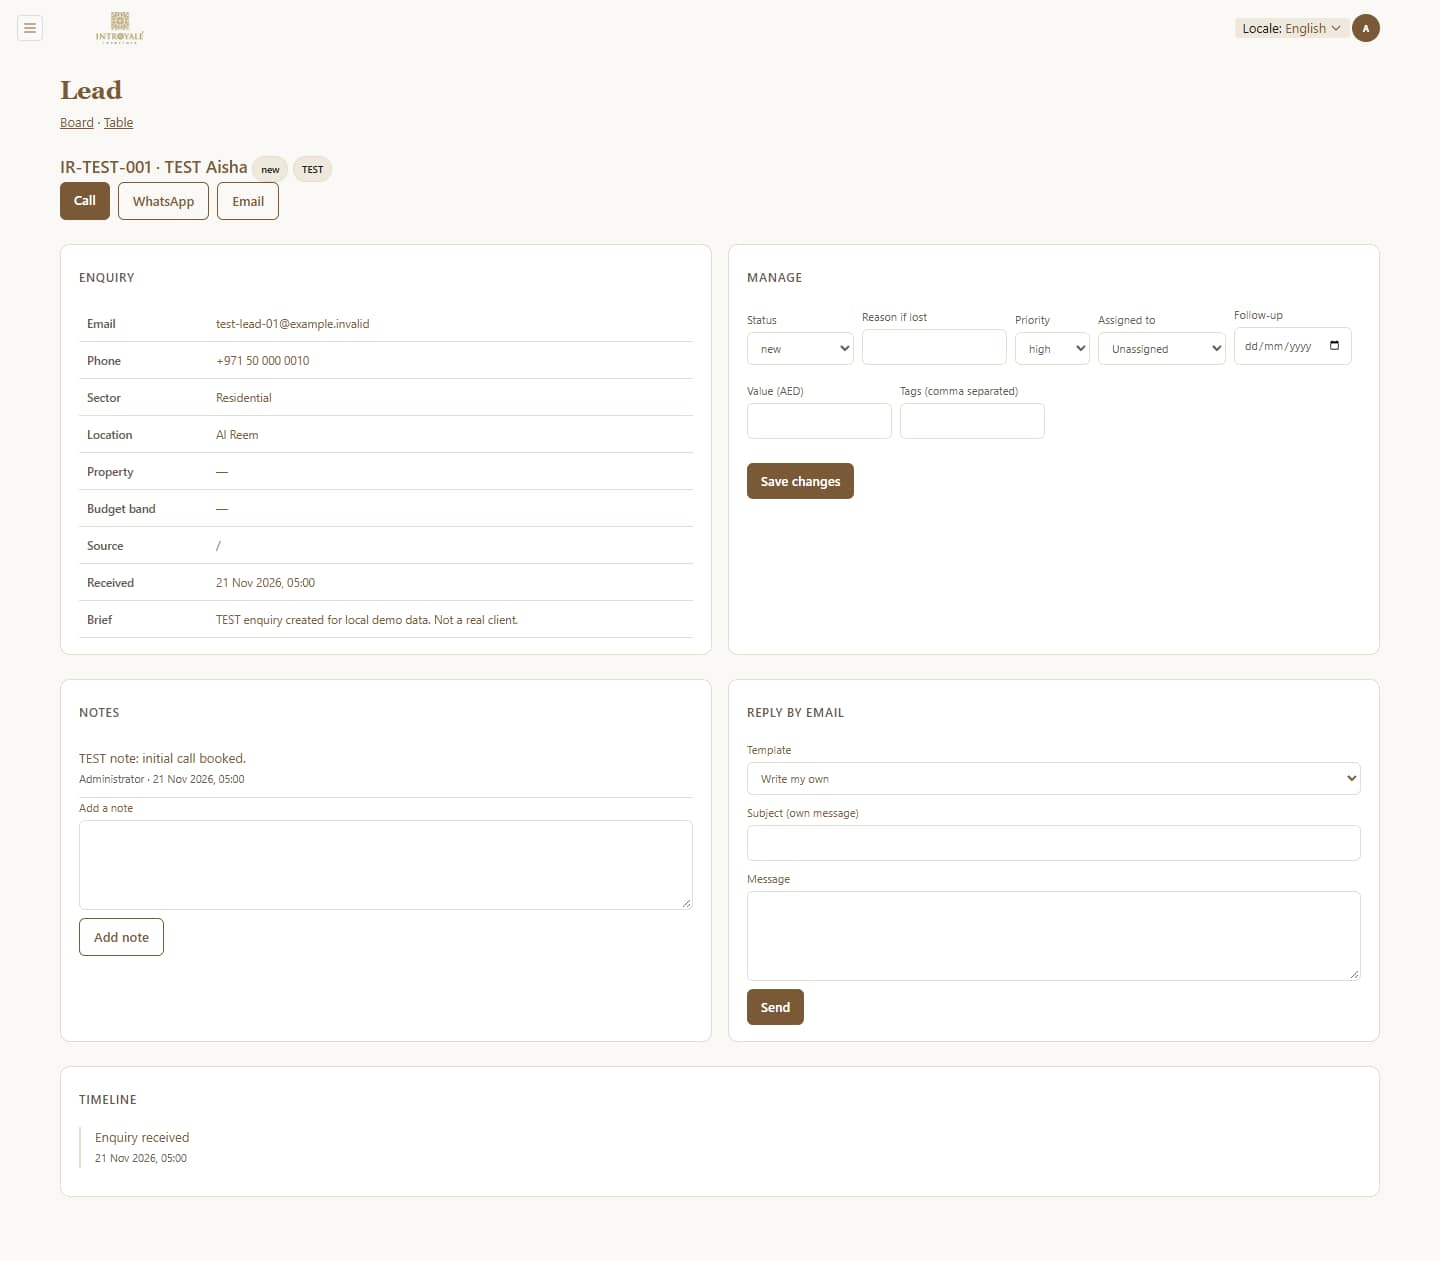 INTROYALE
INTERIORS
Locale: English
A
Lead
Board · Table
IR-TEST-001 · TEST Aisha new TEST
Call WhatsApp Email
ENQUIRY
Email test-lead-01@example.invalid
Phone +971 50 000 0010
Sector Residential
Location Al Reem
Property —
Budget band —
Source /
Received 21 Nov 2026, 05:00
Brief TEST enquiry created for local demo data. Not a real client.
MANAGE
Status Reason if lost Priority Assigned to Follow-up
new high Unassigned dd/mm/yyyy
Value (AED) Tags (comma separated)
Save changes
NOTES
TEST note: initial call booked.
Administrator · 21 Nov 2026, 05:00
Add a note
Add note
REPLY BY EMAIL
Template
Write my own
Subject (own message)
Message
Send
TIMELINE
Enquiry received
21 Nov 2026, 05:00